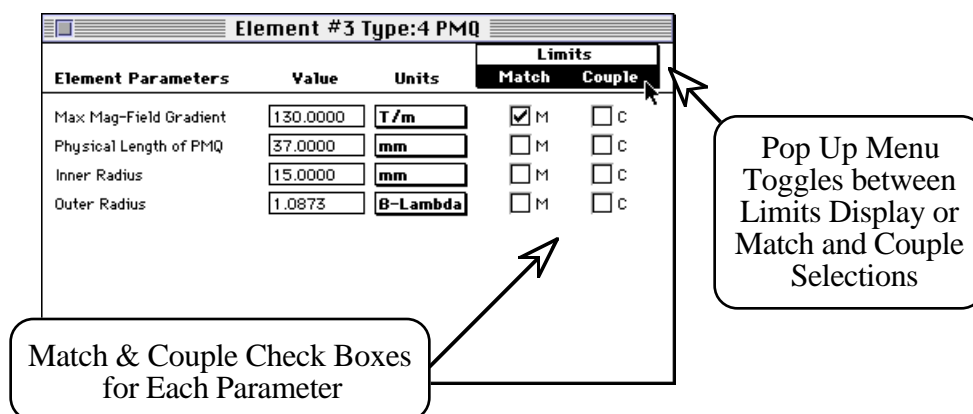 Element #3 Type:4 PMQ
Limits
Element Parameters Value Units Match Couple
Max Mag-Field Gradient 130.0000 T/m M C
Physical Length of PMQ 37.0000 mm M C
Inner Radius 15.0000 mm M C
Outer Radius 1.0873 B-Lambda M C
Pop Up Menu
Toggles between
Limits Display or
Match and Couple
Selections
Match & Couple Check Boxes
for Each Parameter